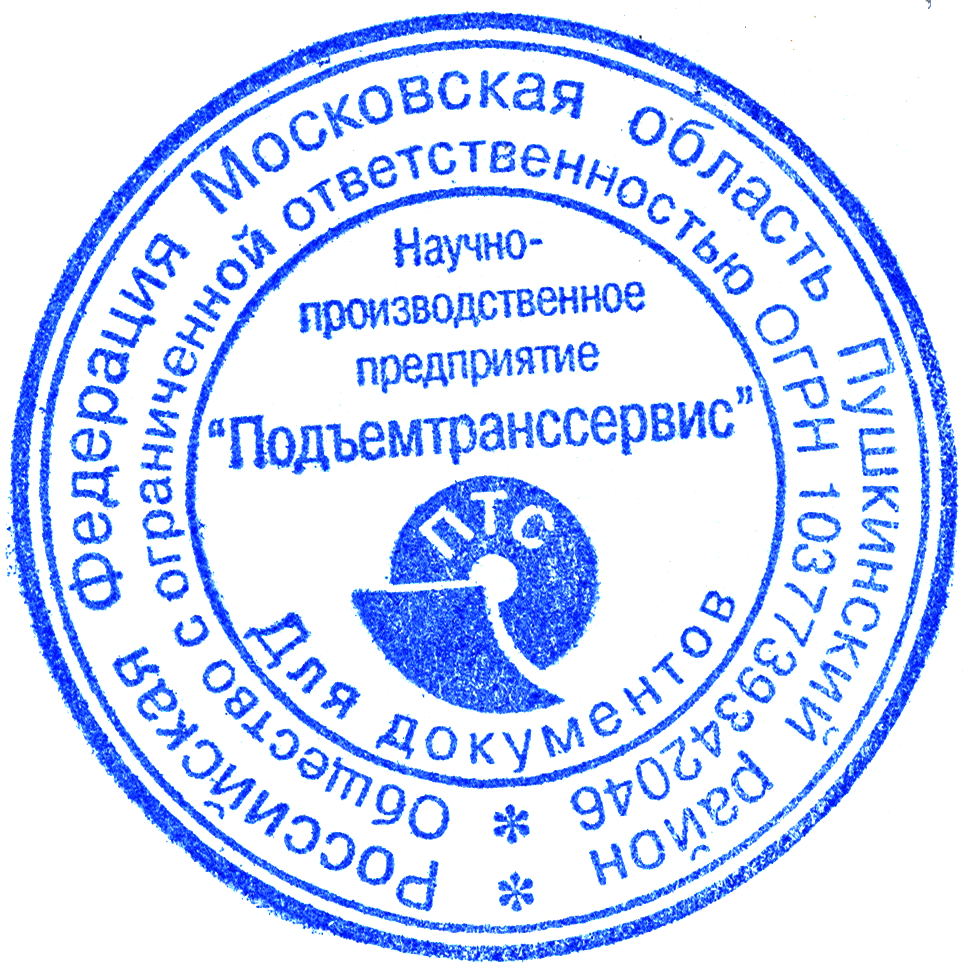 Российская Федерация Московская область Пушкинский район *
Общество с ограниченной ответственностью ОГРН 1037739342046 *
Научно-
производственное
предприятие
“Подъемтранссервис”
ПТС
Для документов